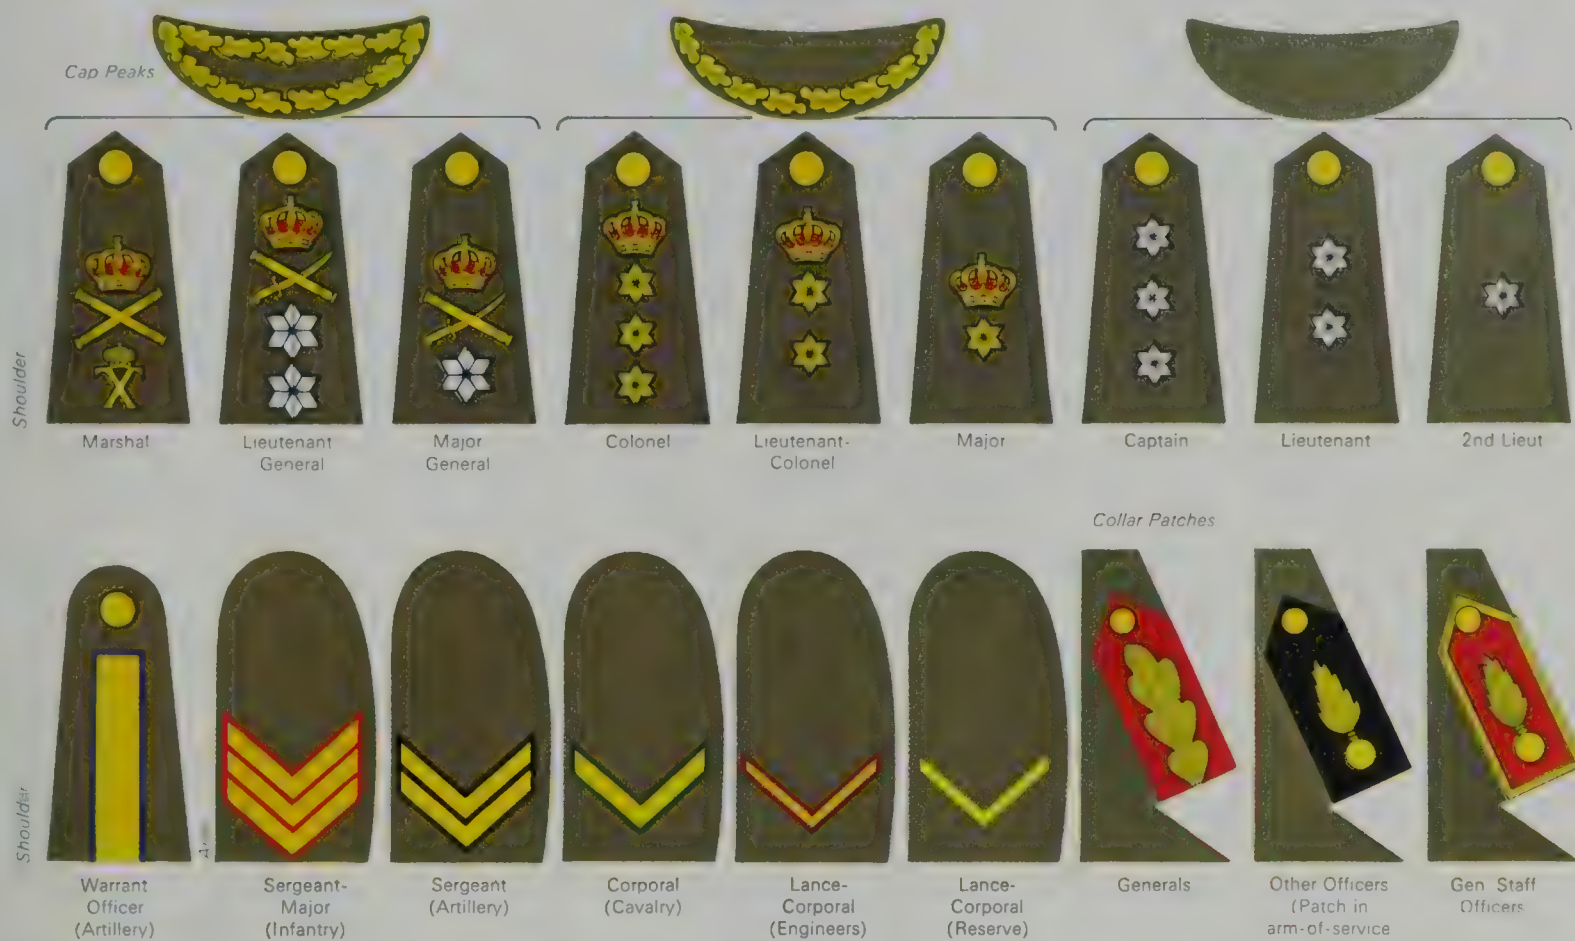 Cap Peaks
Shoulder
Marshal
Lieutenant
General
Major
General
Colonel
Lieutenant-
Colonel
Major
Captain
Lieutenant
2nd Lieut
Collar Patches
Shoulder
Warrant
Officer
(Artillery)
Sergeant-
Major
(Infantry)
Sergeant
(Artillery)
Corporal
(Cavalry)
Lance-
Corporal
(Engineers)
Lance-
Corporal
(Reserve)
Generals
Other Officers
(Patch in
arm-of-service
Gen Staff
Officers